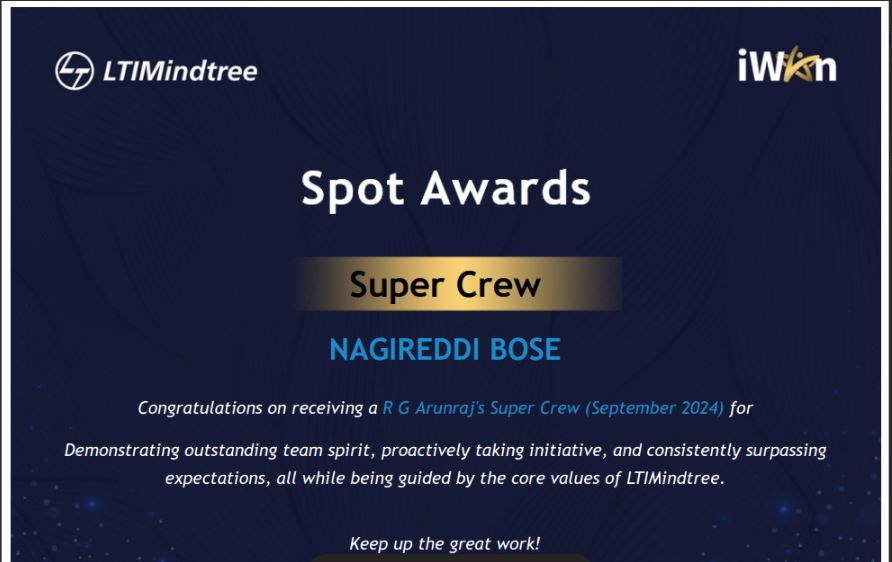 LTIMindtree
iWin
Spot Awards
Super Crew
NAGIREDDI BOSE
Congratulations on receiving a R G Arunraj's Super Crew (September 2024) for
Demonstrating outstanding team spirit, proactively taking initiative, and consistently surpassing
expectations, all while being guided by the core values of LTIMindtree.
Keep up the great work!